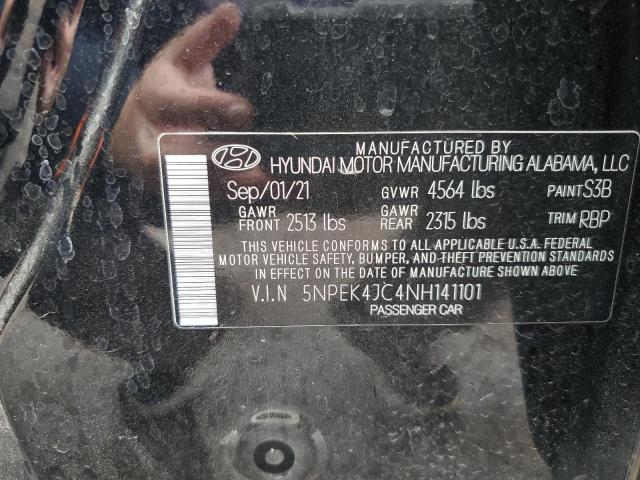 MANUFACTURED BY
HYUNDAI MOTOR MANUFACTURING ALABAMA, LLC
Sep/01/21 GVWR 4564 lbs PAINT S3B
GAWR FRONT 2513 lbs GAWR REAR 2315 lbs TRIM RBP
THIS VEHICLE CONFORMS TO ALL APPLICABLE U.S.A. FEDERAL
MOTOR VEHICLE SAFETY, BUMPER, AND THEFT PREVENTION STANDARDS
IN EFFECT ON THE DATE OF MANUFACTURE SHOWN ABOVE
V.I.N 5NPEK4JC4NH141101
PASSENGER CAR